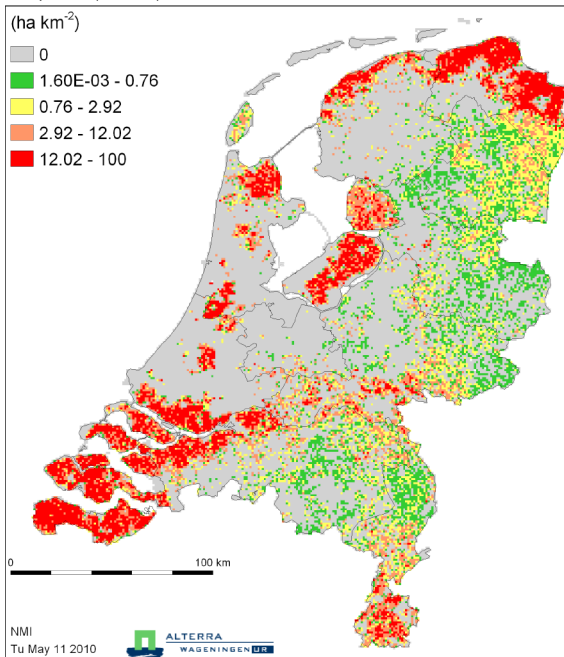 (ha km-2)
0
1.60E-03 - 0.76
0.76 - 2.92
2.92 - 12.02
12.02 - 100
0 100 km
NMI
Tu May 11 2010
ALTERRA
WAGENINGEN UR